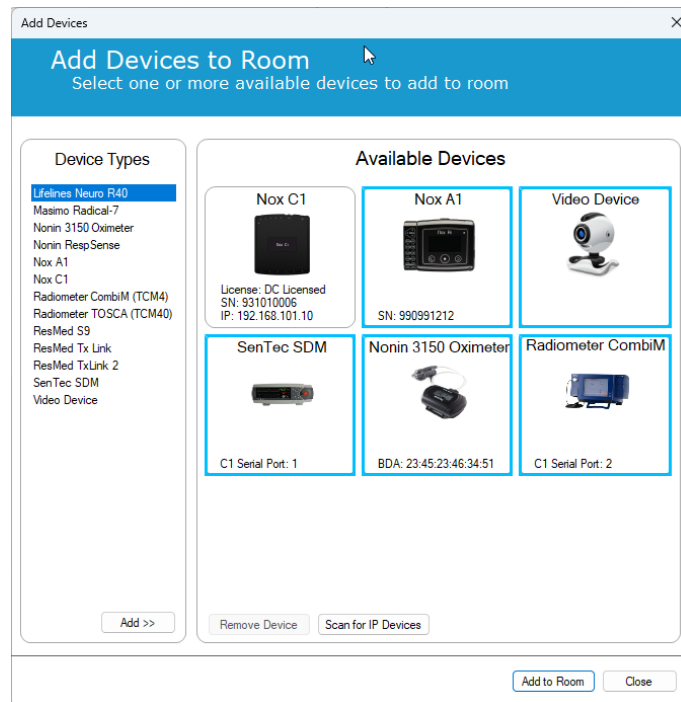 Add Devices
Add Devices to Room
Select one or more available devices to add to room
Device Types
Lifelines Neuro R40
Masimo Radical-7
Nonin 3150 Oximeter
Nonin RespSense
Nox A1
Nox C1
Radiometer CombiM (TCM4)
Radiometer TOSCA (TCM40)
ResMed S9
ResMed Tx Link
ResMed TxLink 2
SenTec SDM
Video Device
Add >>
Available Devices
Nox C1
Nox C1
License: DC Licensed
SN: 931010006
IP: 192.168.101.10
Nox A1
Nox A1
SN: 990991212
Video Device
SenTec SDM
C1 Serial Port: 1
Nonin 3150 Oximeter
BDA: 23:45:23:46:34:51
Radiometer CombiM
C1 Serial Port: 2
Remove Device
Scan for IP Devices
Add to Room
Close